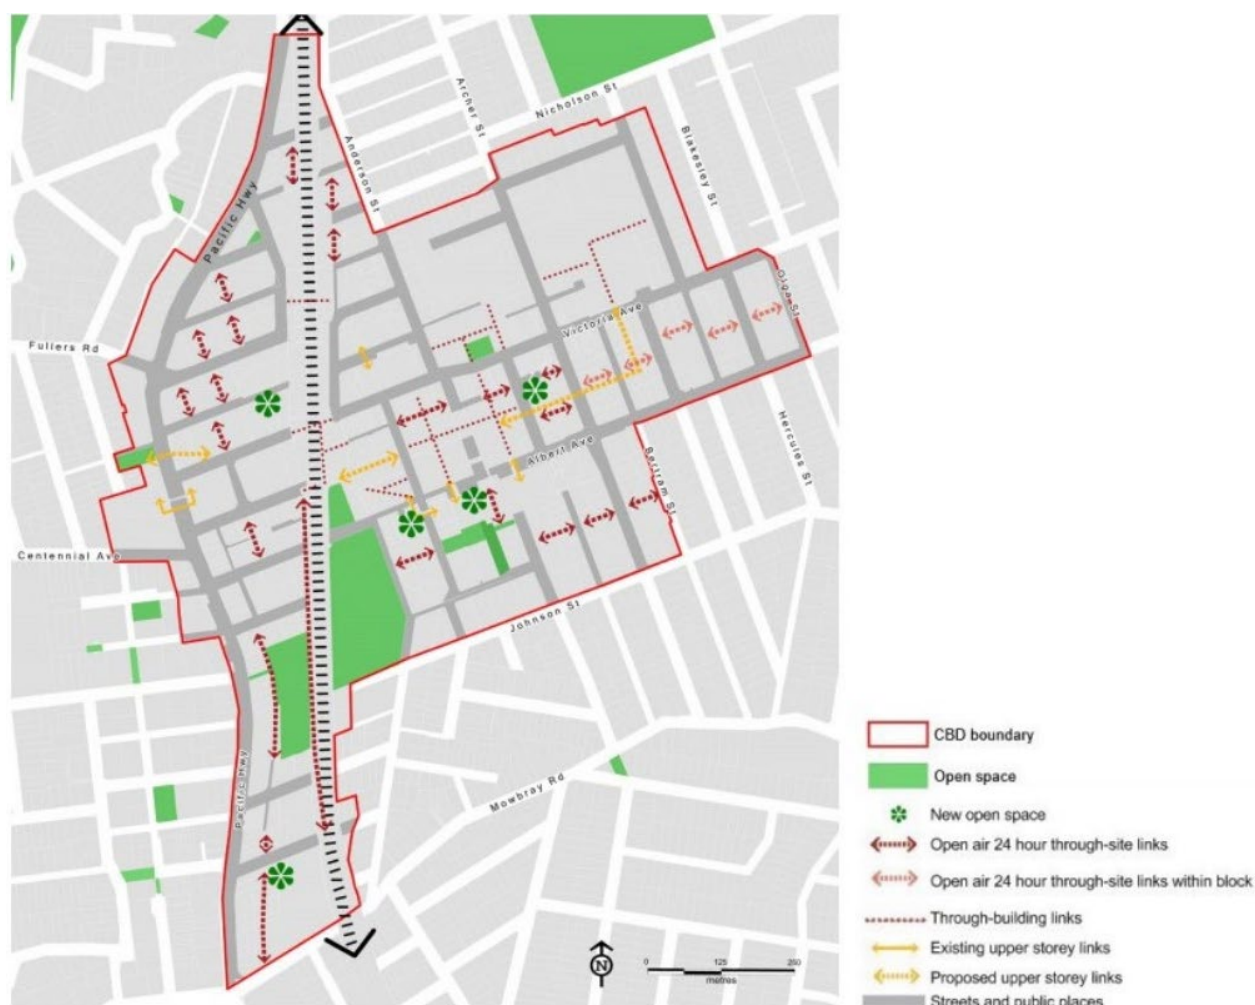 Archer St
Nicholson St
Anderson St
Blakesley St
Pacific Hwy
Olga St
Victoria Ave
Fullers Rd
Albert Ave
Bertram St
Hercules St
Centennial Ave
Johnson St
Pacific Hwy
Mowbray Rd
N
0 125 250
metres
CBD boundary
Open space
New open space
Open air 24 hour through-site links
Open air 24 hour through-site links within block
Through-building links
Existing upper storey links
Proposed upper storey links
Streets and public places